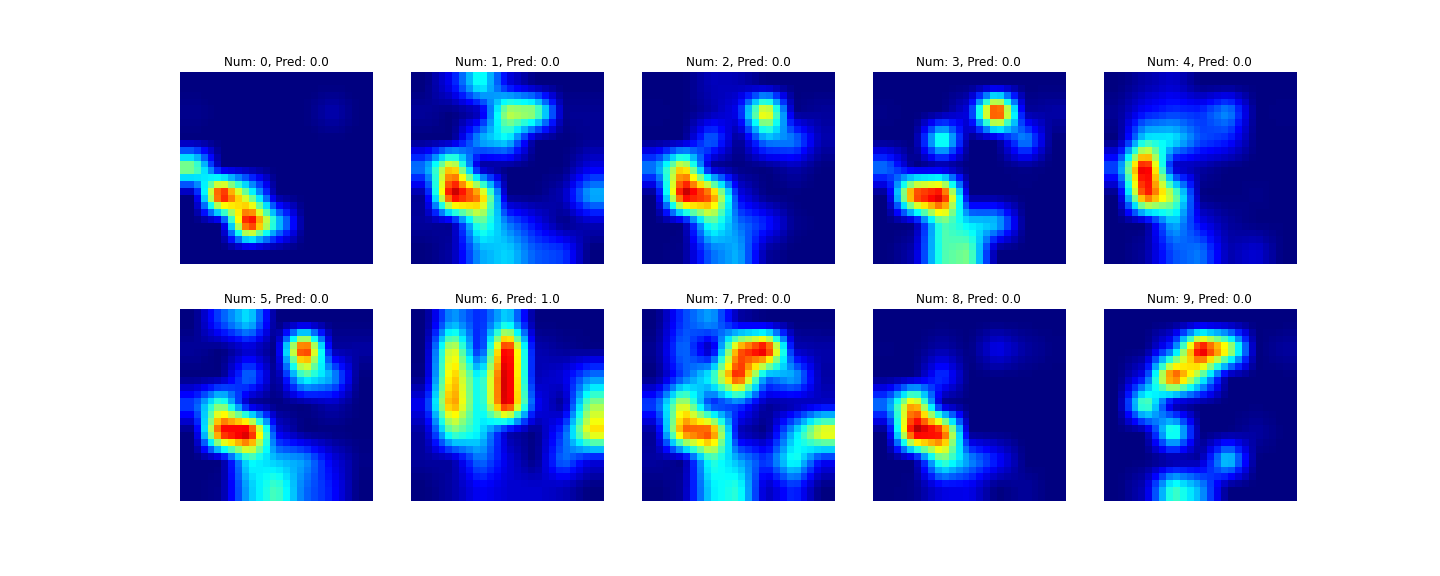 Num: 0, Pred: 0.0
Num: 1, Pred: 0.0
Num: 2, Pred: 0.0
Num: 3, Pred: 0.0
Num: 4, Pred: 0.0
Num: 5, Pred: 0.0
Num: 6, Pred: 1.0
Num: 7, Pred: 0.0
Num: 8, Pred: 0.0
Num: 9, Pred: 0.0